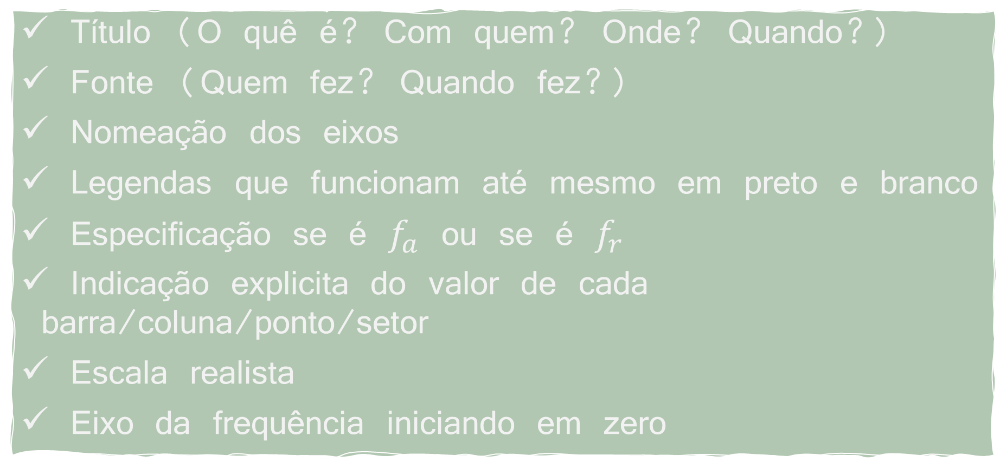 ✓ Título (O quê é? Com quem? Onde? Quando?)
✓ Fonte (Quem fez? Quando fez?)
✓ Nomeação dos eixos
✓ Legendas que funcionam até mesmo em preto e branco
✓ Especificação se é fₐ ou se é fᵣ
✓ Indicação explicita do valor de cada
barra/coluna/ponto/setor
✓ Escala realista
✓ Eixo da frequência iniciando em zero